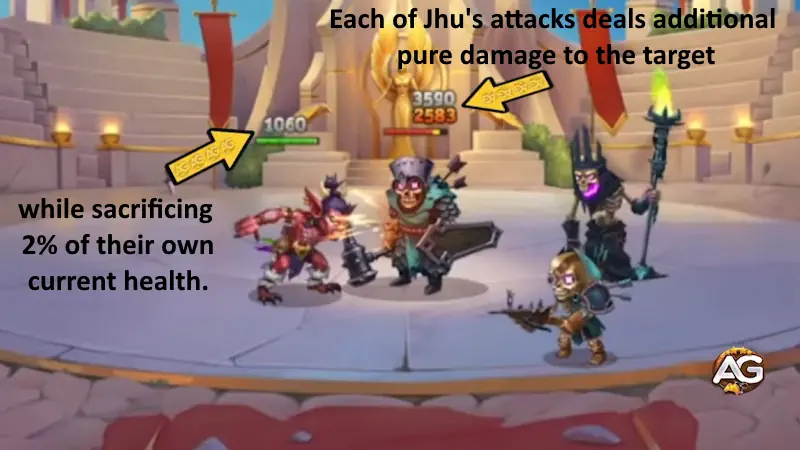 Each of Jhu's attacks deals additional
pure damage to the target
3590
2583
1060
while sacrificing
2% of their own
current health.
AG